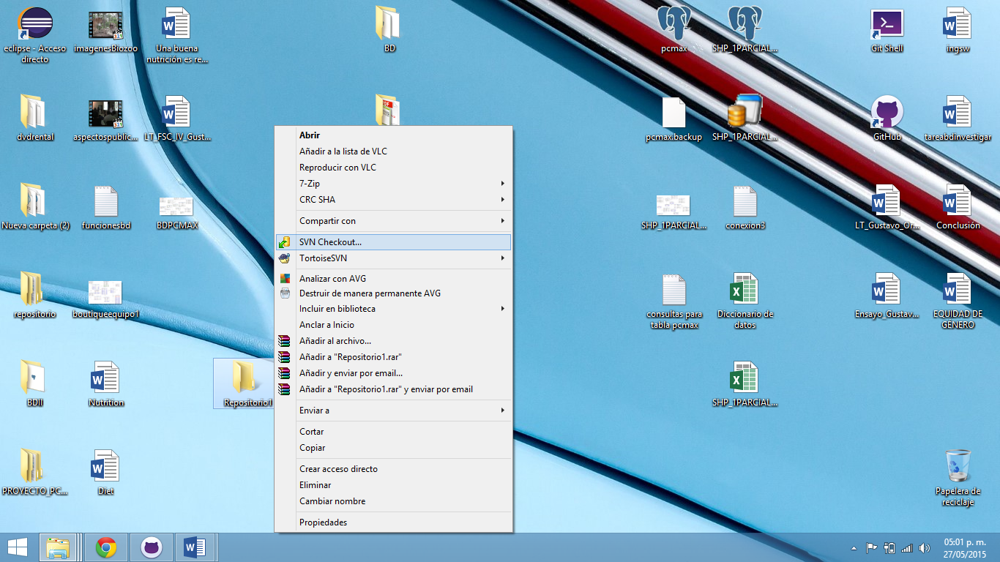 eclipse - Acceso
directo
imagenesBiozoo
Una buena
nutrición es re...
BD
pcmax
SHP_1PARCIAL...
Git Shell
ingsw
dvdrental
aspectospublic...
LT_FSC_IV_Gust...
PDF
pcmax.backup
SHP_1PARCIAL...
GitHub
tareabdinvestigar
Nueva carpeta (2)
funcionesbd
BDPCMAX
SHP_1PARCIAL...
conexion3
LT_Gustavo_Or...
Conclusión
repositorio
boutiqueequipo1
consultas para
tabla pcmax
Diccionario de
datos
Ensayo_Gustav...
EQUIDAD DE
GÉNERO
BDII
Nutrition
Repositorio1
SHP_1PARCIAL...
PROYECTO_PC...
Diet
Papelera de
reciclaje
Abrir
Añadir a la lista de VLC
Reproducir con VLC
7-Zip
CRC SHA
Compartir con
SVN Checkout...
TortoiseSVN
Analizar con AVG
Destruir de manera permanente AVG
Incluir en biblioteca
Anclar a Inicio
Añadir al archivo...
Añadir a "Repositorio1.rar"
Añadir y enviar por email...
Añadir a "Repositorio1.rar" y enviar por email
Enviar a
Cortar
Copiar
Crear acceso directo
Eliminar
Cambiar nombre
Propiedades
05:01 p. m.
27/05/2015